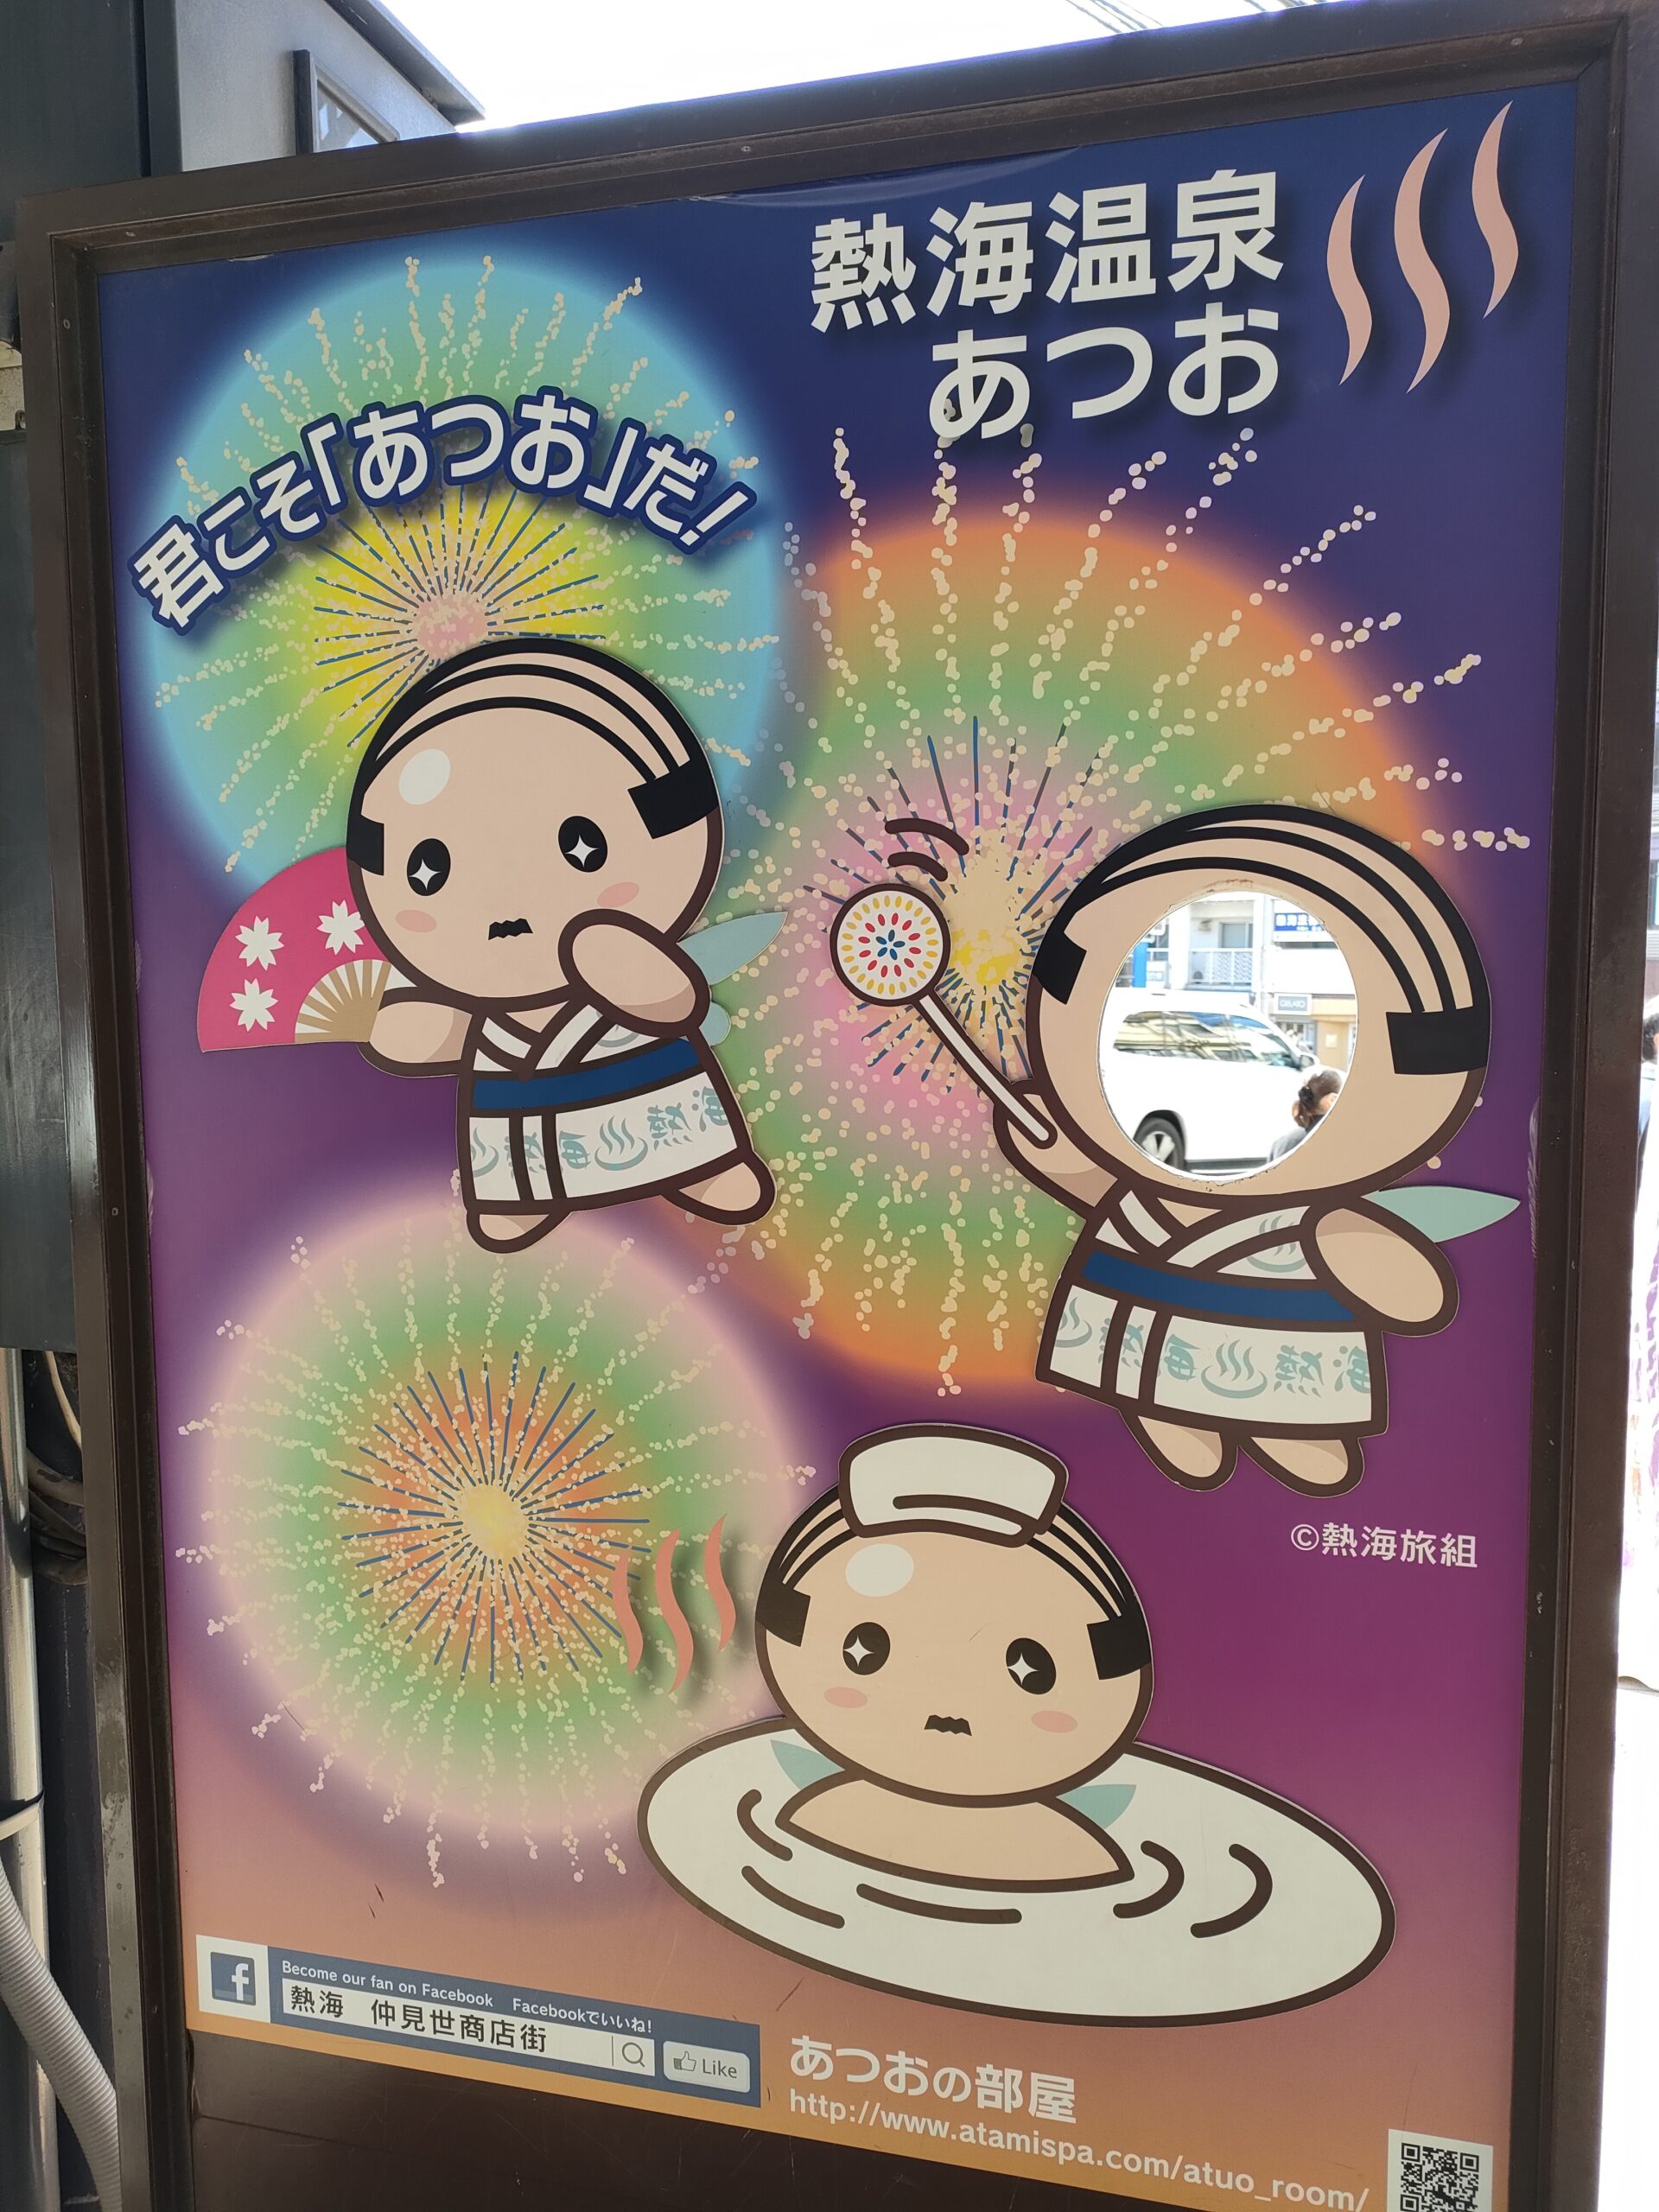 熱海温泉
あつお
君こそ「あつお」だ!
©熱海旅組
f
Become our fan on Facebook Facebookでいいね!
熱海 仲見世商店街
Like
あつおの部屋
http://www.atamispa.com/atuo_room/
GELATO